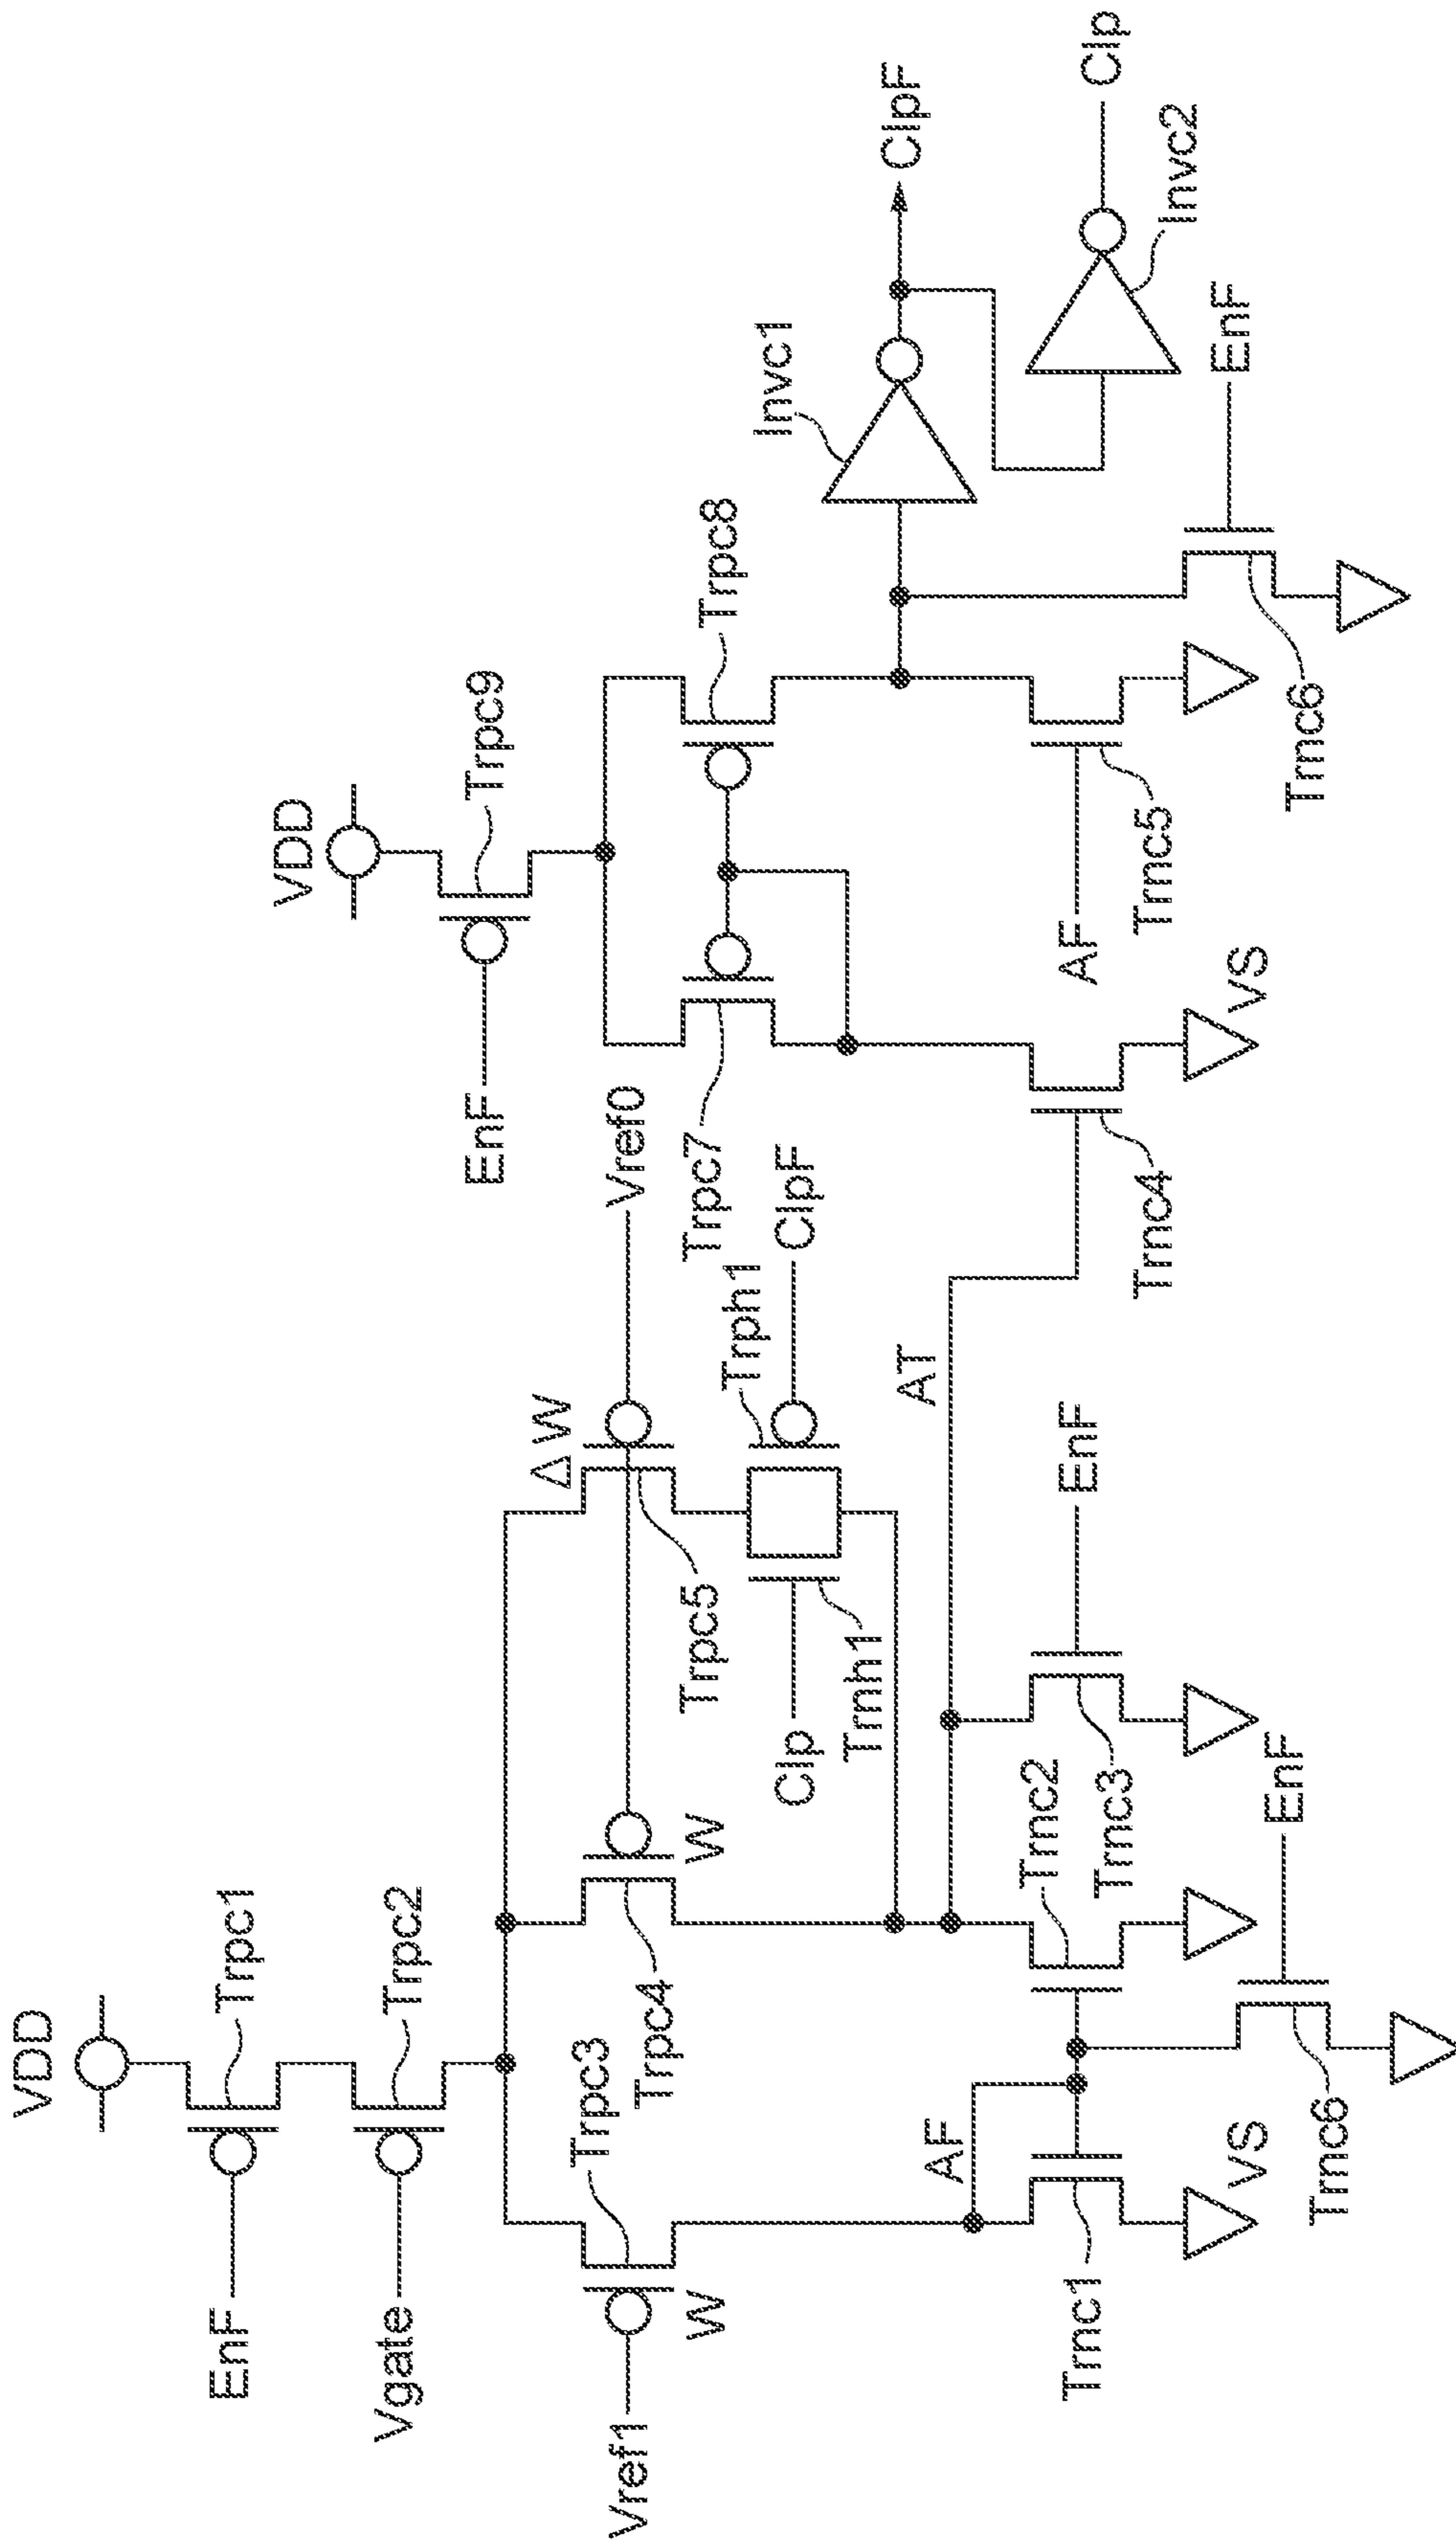 VDD
EnF
Trpc1
Vgate
Trpc2
Vref1
W
Trpc3
Trpc4
W
ΔW
Vref0
Trpc5
Trph1
Clp
ClpF
Trnh1
AF
AT
Trnc1
VS
Trnc2
Trnc3
EnF
EnF
Trnc6
VDD
EnF
Trpc9
Trpc7
Trpc8
Trnc4
VS
AF
Trnc5
Trnc6
EnF
Invc1
ClpF
Invc2
Clp